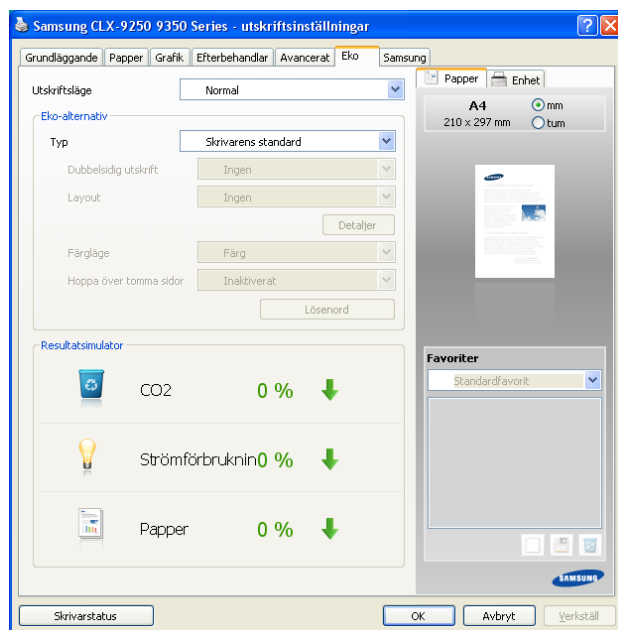 Samsung CLX-9250 9350 Series - utskriftsinställningar
Grundläggande Papper Grafik Efterbehandlar Avancerat Eko Samsung
Utskriftsläge Normal
Eko-alternativ
Typ Skrivarens standard
Dubbelsidig utskrift Ingen
Layout Ingen
Detaljer
Färgläge Färg
Hoppa över tomma sidor Inaktiverat
Lösenord
Resultatsimulator
CO2 0 %
Strömförbruknin0 %
Papper 0 %
Papper Enhet
A4 mm
210 x 297 mm tum
Favoriter
Standardfavorit
SAMSUNG
Skrivarstatus OK Avbryt Verkställ